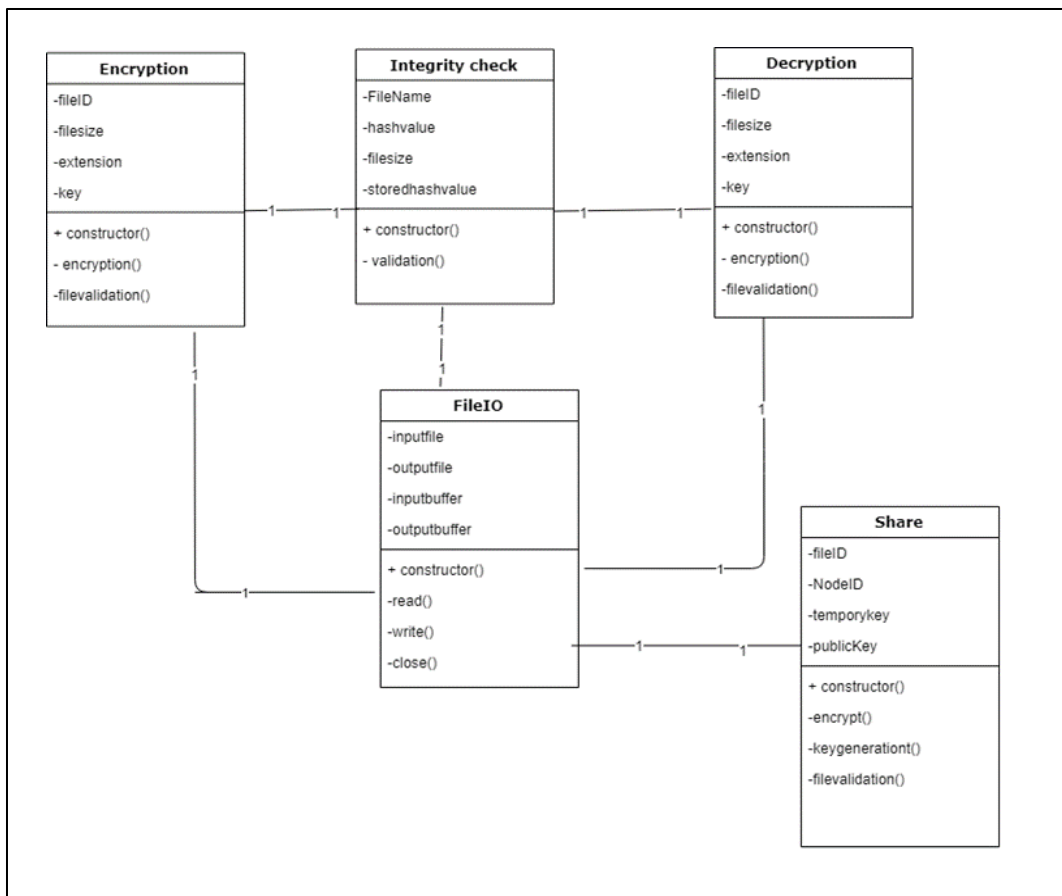 Encryption
-fileID
-filesize
-extension
-key
+ constructor()
- encryption()
-filevalidation()
Integrity check
-FileName
-hashvalue
-filesize
-storedhashvalue
+ constructor()
- validation()
Decryption
-fileID
-filesize
-extension
-key
+ constructor()
- encryption()
-filevalidation()
1
1
1
1
1
1
1
1
1
1
FileIO
-inputfile
-outputfile
-inputbuffer
-outputbuffer
+ constructor()
-read()
-write()
-close()
1
1
Share
-fileID
-NodeID
-temporykey
-publicKey
+ constructor()
-encrypt()
-keygenerationt()
-filevalidation()